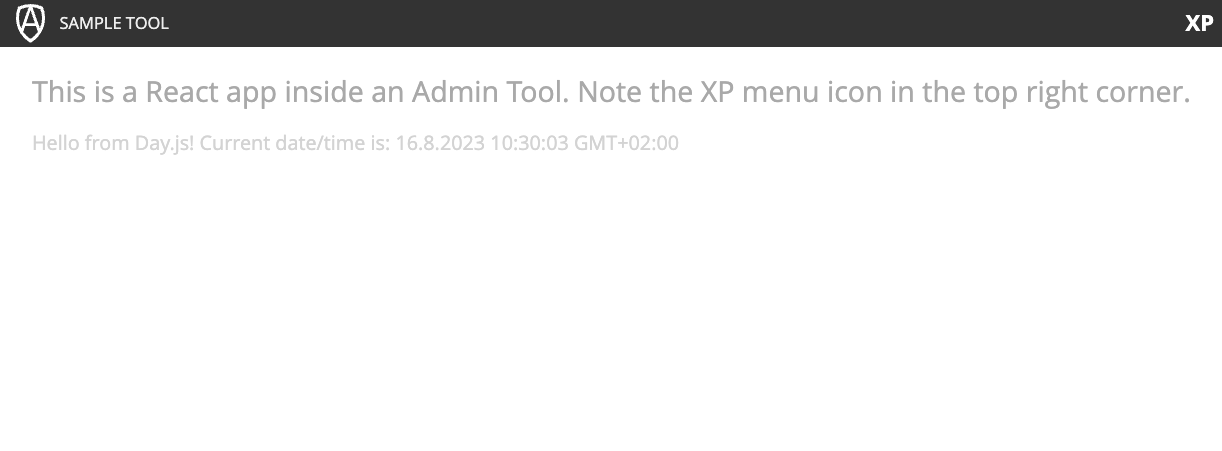 SAMPLE TOOL
XP
This is a React app inside an Admin Tool. Note the XP menu icon in the top right corner.
Hello from Day.js! Current date/time is: 16.8.2023 10:30:03 GMT+02:00